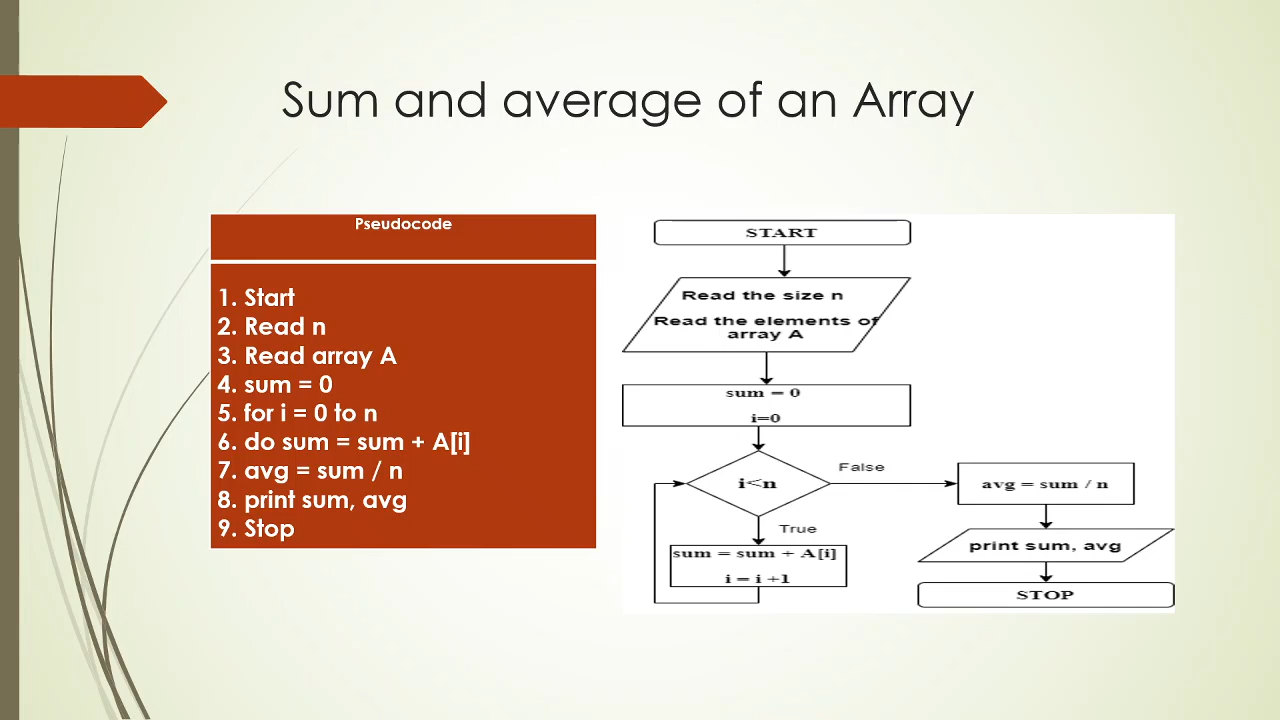 Sum and average of an Array
Pseudocode
1. Start
2. Read n
3. Read array A
4. sum = 0
5. for i = 0 to n
6. do sum = sum + A[i]
7. avg = sum / n
8. print sum, avg
9. Stop
START
Read the size n
Read the elements of
array A
sum = 0
i=0
i<n
False
True
sum = sum + A[i]
i = i +1
avg = sum / n
print sum, avg
STOP